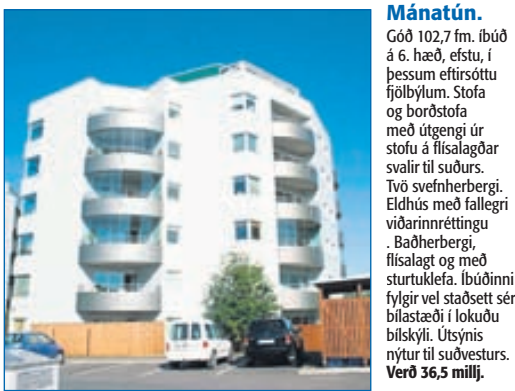 Mánatún.
Góð 102,7 fm. íbúð
á 6. hæð, efstu, í
þessum eftirsóttu
fjölbýlum. Stofa
og borðstofa
með útgengi úr
stofu á flísalagðar
svalir til suðurs.
Tvö svefnherbergi.
Eldhús með fallegri
viðarinnréttingu
. Baðherbergi,
flísalagt og með
sturtuklefa. Íbúðinni
fylgir vel staðsett sér
bílastæði í lokuðu
bílskýli. Útsýnis
nýtur til suðvesturs.
Verð 36,5 millj.